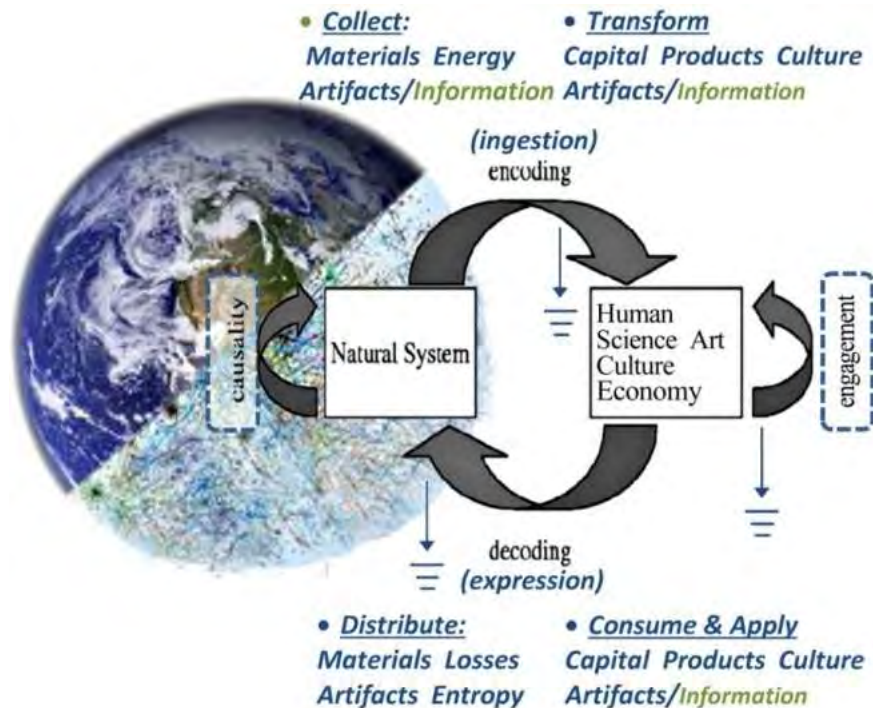 • Collect:
Materials Energy
Artifacts/Information
• Transform
Capital Products Culture
Artifacts/Information
(ingestion)
encoding
causality
Natural System
Human
Science Art
Culture
Economy
engagement
decoding
(expression)
• Distribute:
Materials Losses
Artifacts Entropy
• Consume & Apply
Capital Products Culture
Artifacts/Information